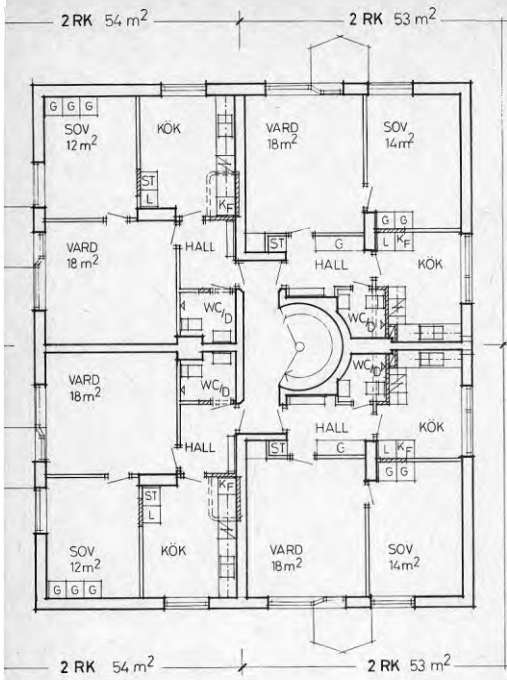 2 RK 54 m²
2 RK 53 m²
G G G
SOV
12 m²
KÖK
VARD
18 m²
SOV
14 m²
ST
L
KF
G G
VARD
18 m²
HALL
ST
G
L KF
HALL
KÖK
WC/D
WC/D
WC/D
WC/D
VARD
18 m²
HALL
HALL
KÖK
ST
G
L KF
G G
ST
L
KF
SOV
12 m²
KÖK
VARD
18 m²
SOV
14 m²
G G G
2 RK 54 m²
2 RK 53 m²